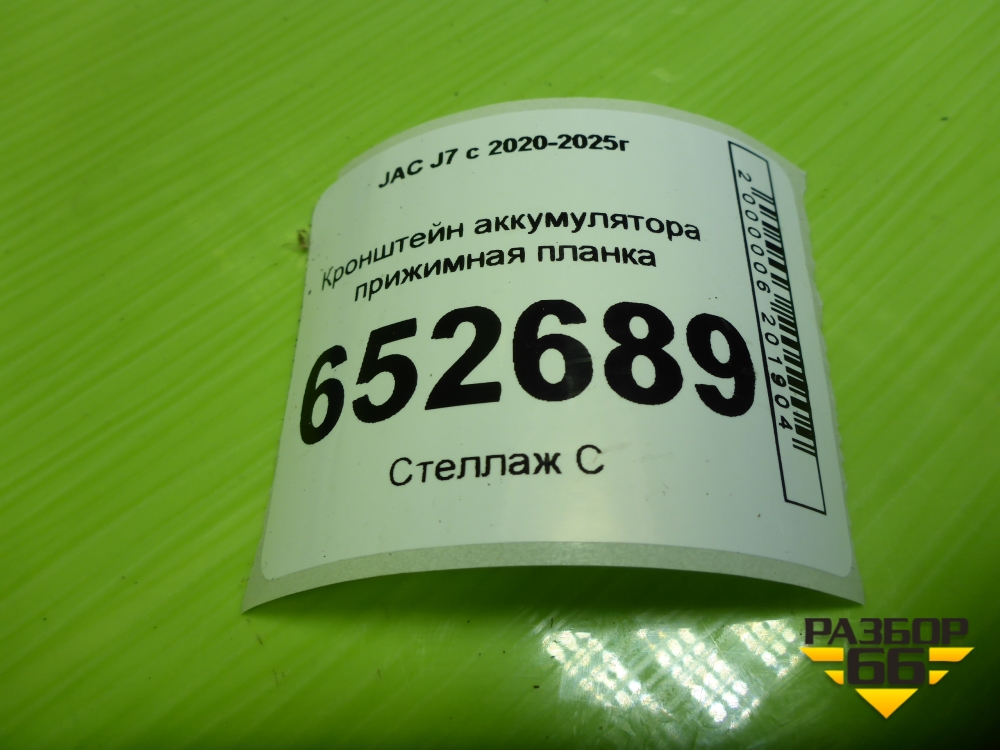 JAC J7 с 2020-2025г
Кронштейн аккумулятора
прижимная планка
652689
Стеллаж С
2000006201904
РАЗБОР
66